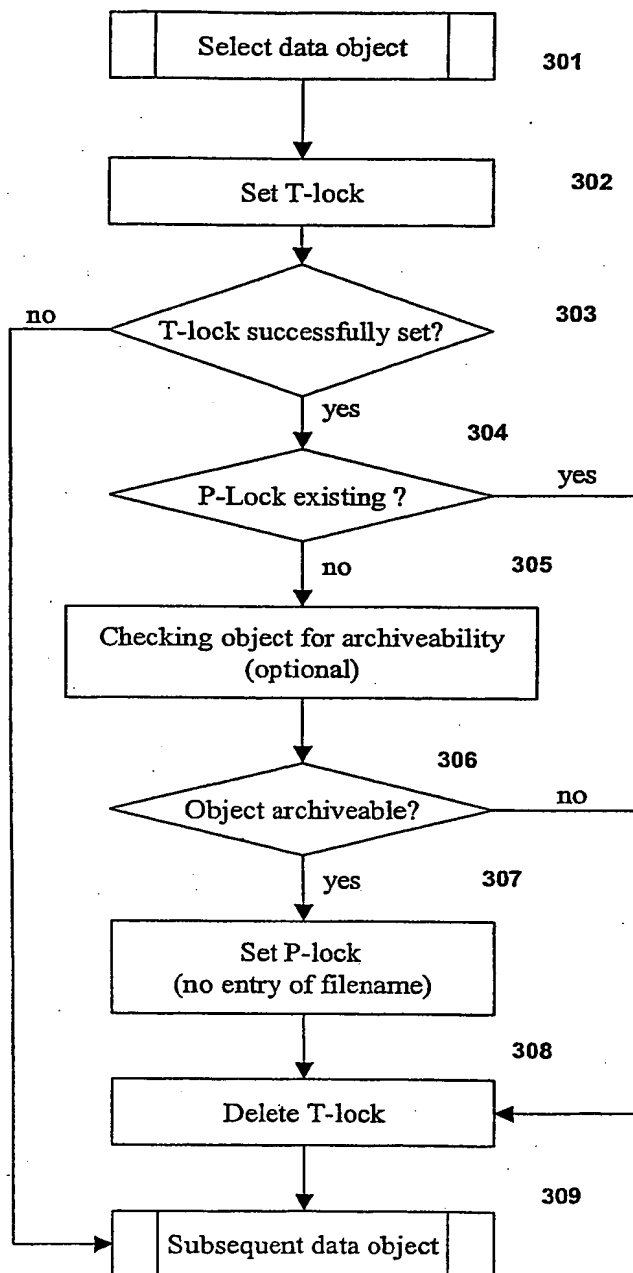 Select data object
301
Set T-lock
302
T-lock successfully set?
303
no
yes
304
P-Lock existing ?
yes
no
305
Checking object for archiveability
(optional)
306
Object archiveable?
no
yes
307
Set P-lock
(no entry of filename)
308
Delete T-lock
309
Subsequent data object